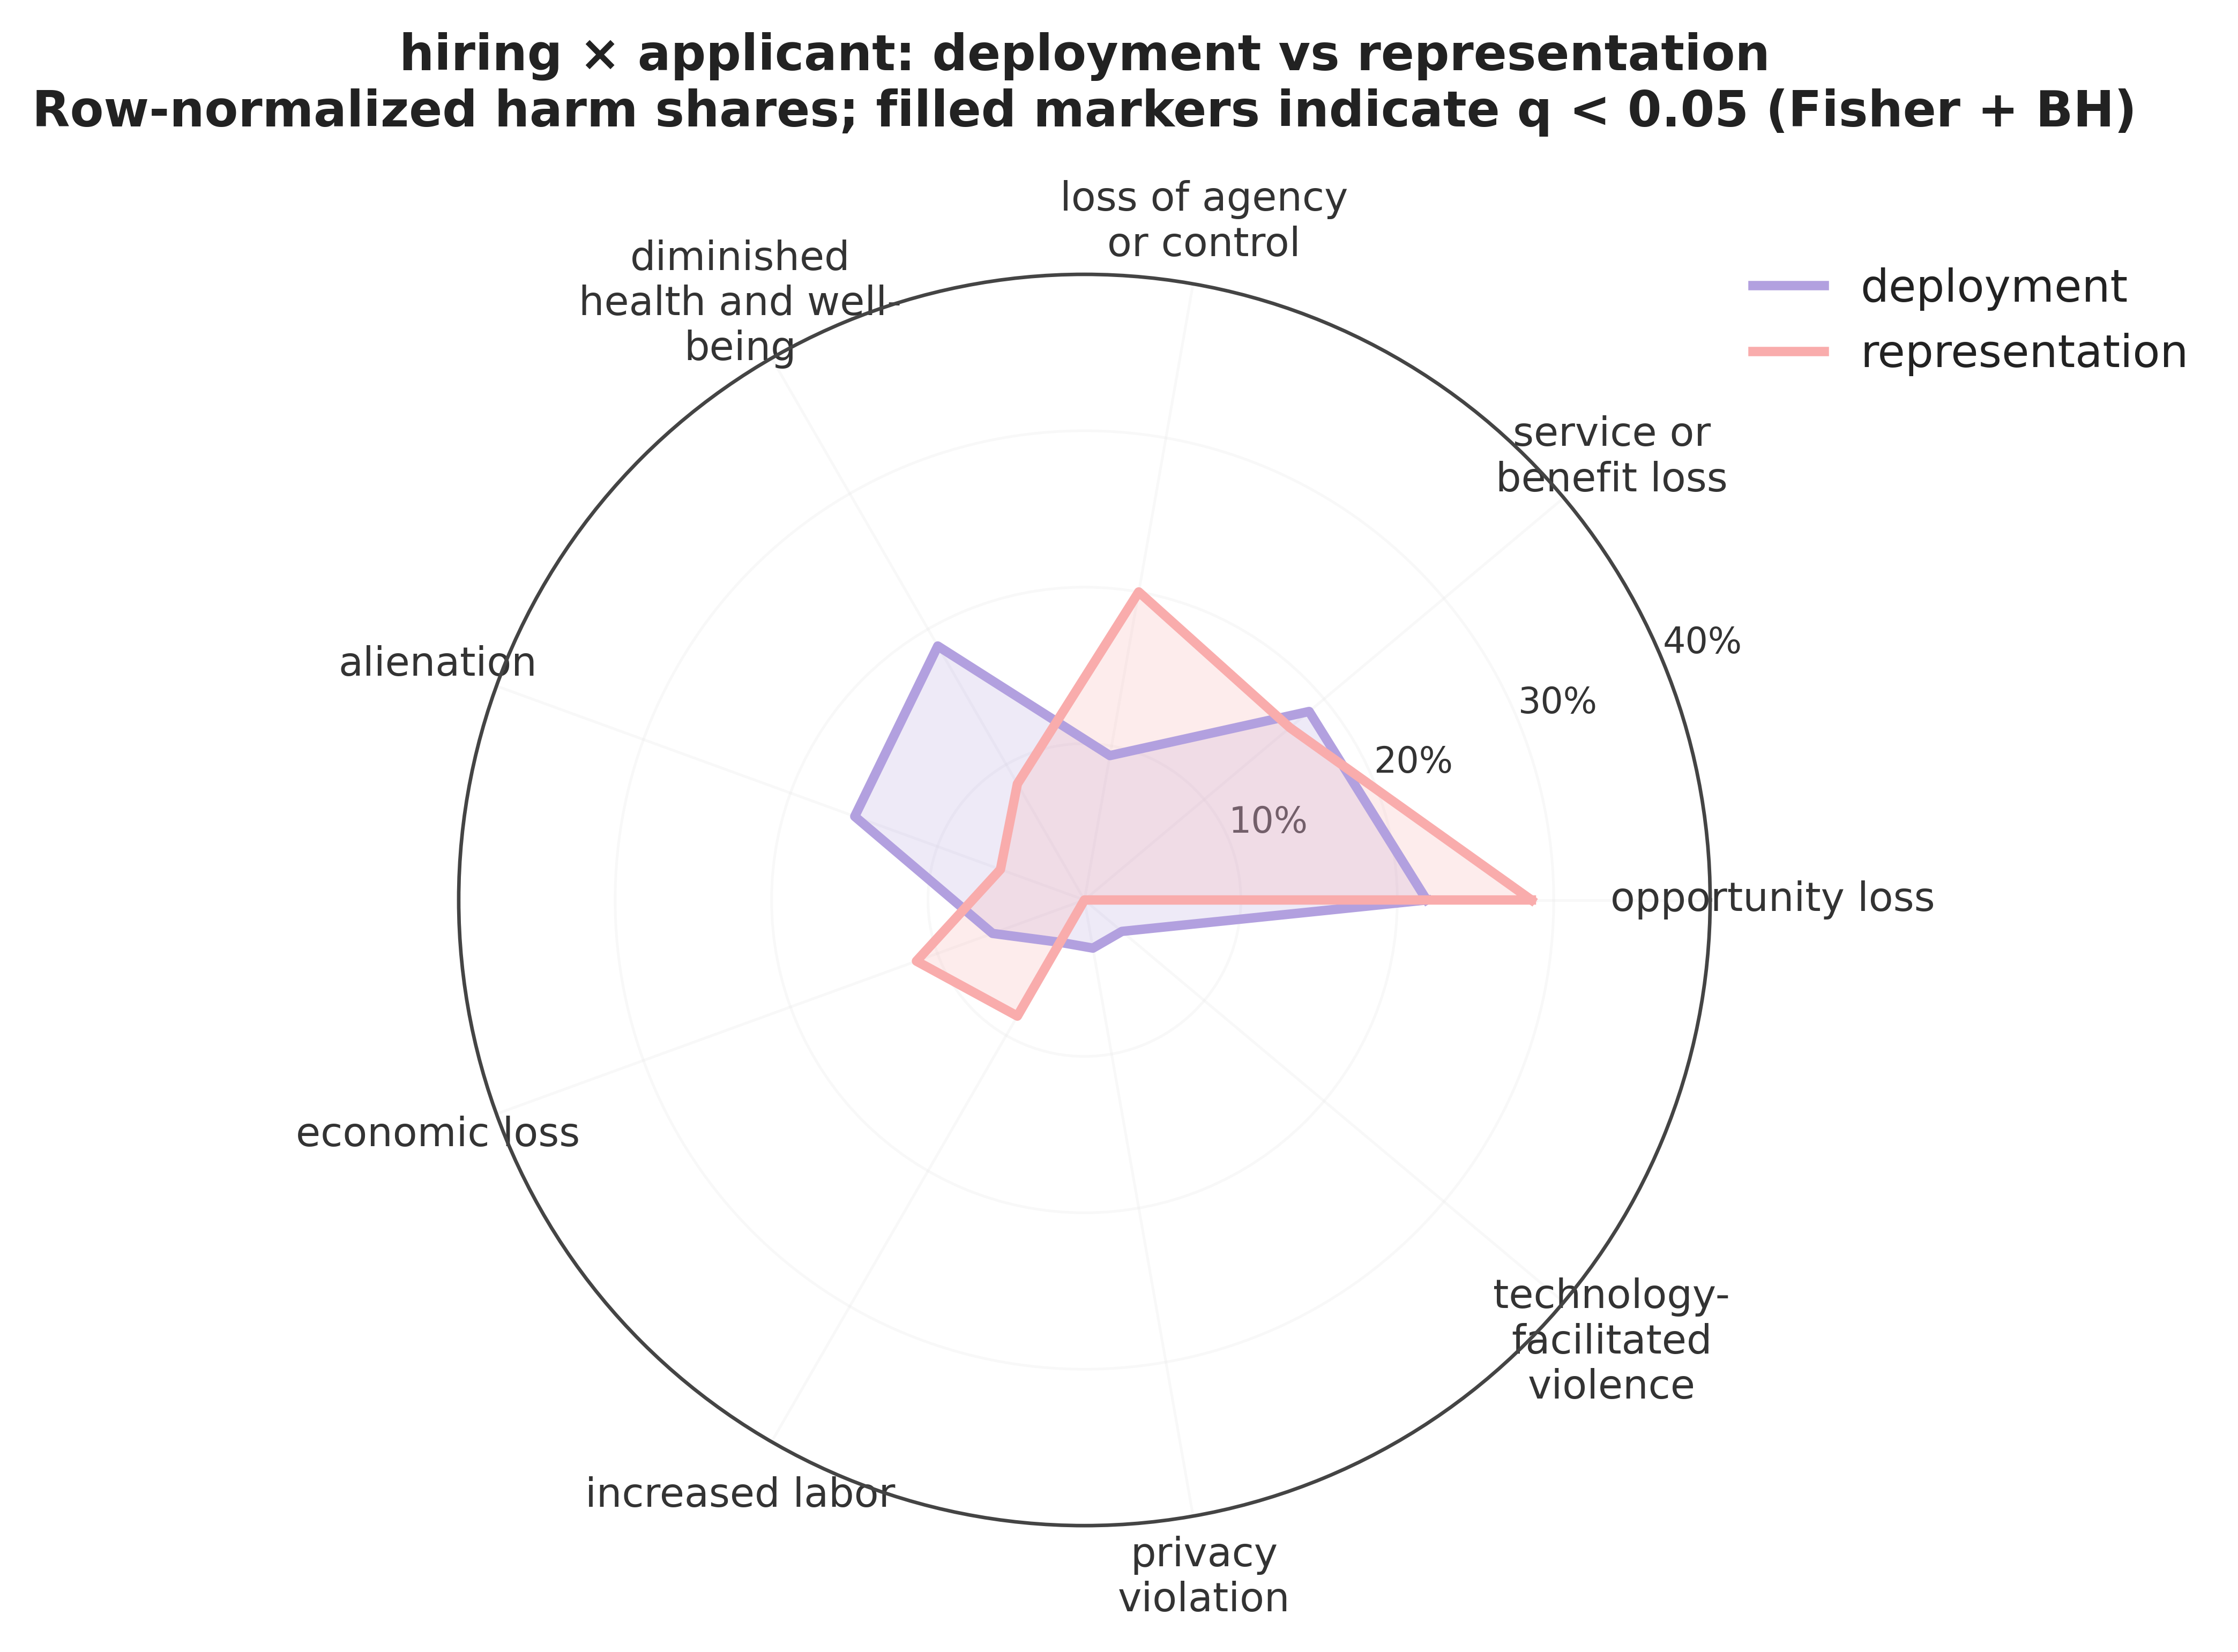 hiring × applicant: deployment vs representation
Row-normalized harm shares; filled markers indicate q < 0.05 (Fisher + BH)
loss of agency
or control
diminished
health and well-
being
deployment
representation
service or
benefit loss
alienation
40%
30%
20%
10%
opportunity loss
economic loss
technology-
facilitated
violence
increased labor
privacy
violation